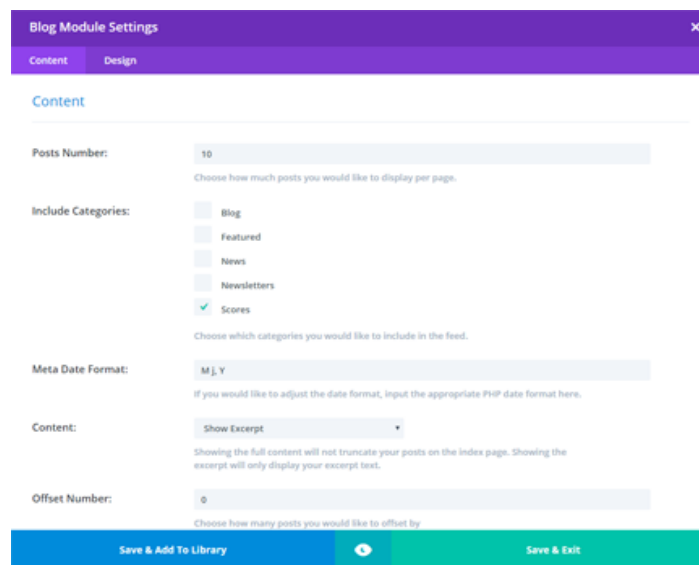 Blog Module Settings
Content Design
Content
Posts Number: 10
Choose how much posts you would like to display per page.
Include Categories: Blog
Featured
News
Newsletters
Scores
Choose which categories you would like to include in the feed.
Meta Date Format: M j, Y
If you would like to adjust the date format, input the appropriate PHP date format here.
Content: Show Excerpt
Showing the full content will not truncate your posts on the index page. Showing the
excerpt will only display your excerpt text.
Offset Number: 0
Choose how many posts you would like to offset by
Save & Add To Library Save & Exit